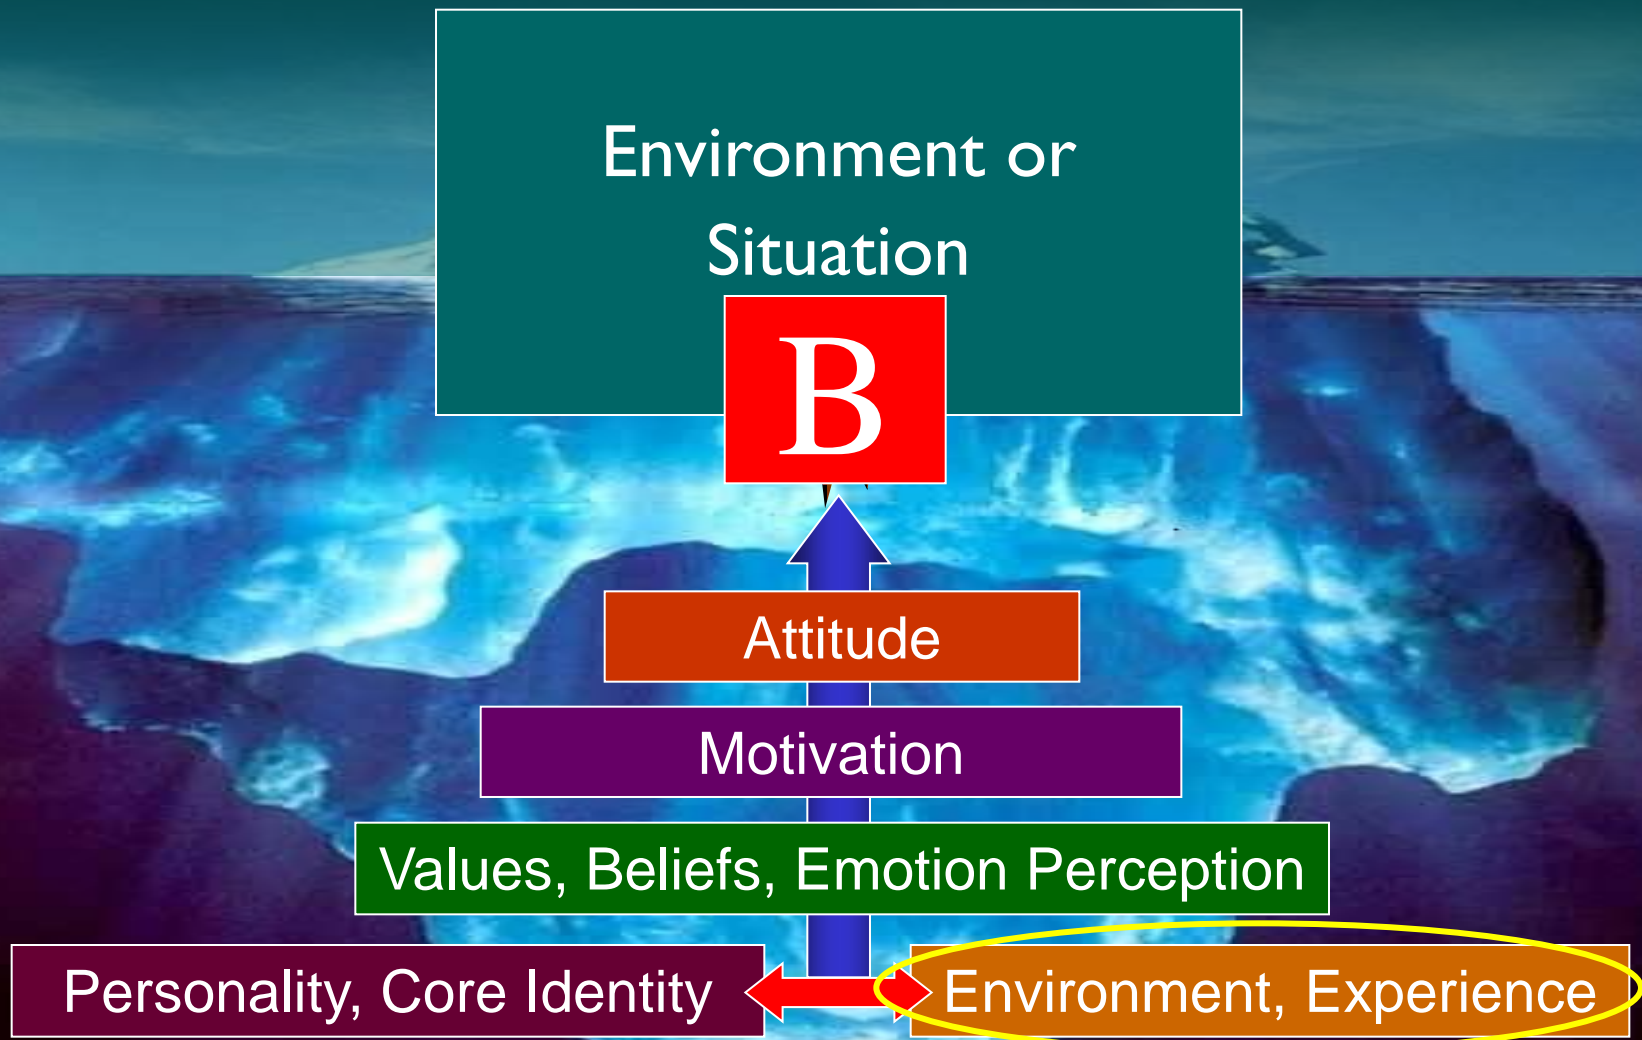 Environment or
Situation
B
Attitude
Motivation
Values, Beliefs, Emotion Perception
Personality, Core Identity
Environment, Experience